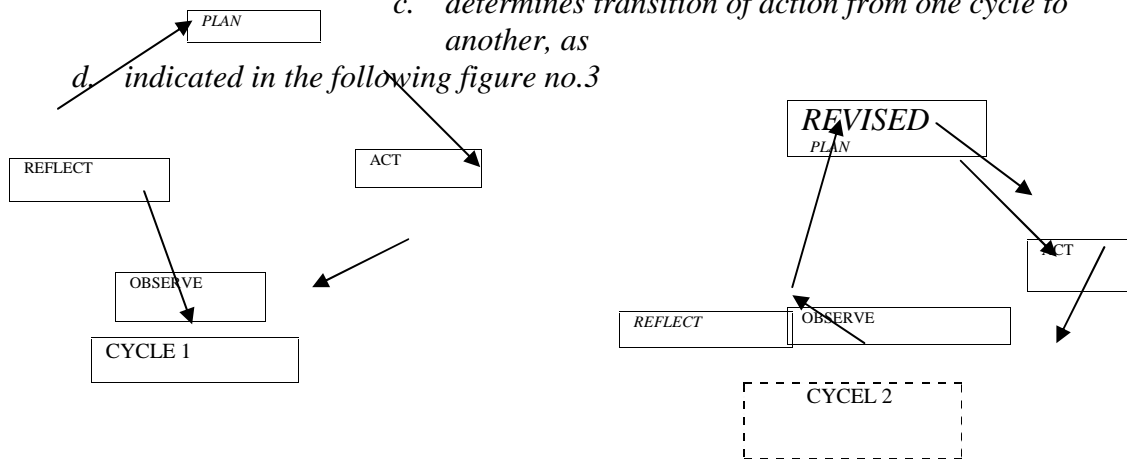 c. determines transition of action from one cycle to
another, as
d. indicated in the following figure no.3
PLAN
REFLECT
ACT
OBSERVE
CYCLE 1
REVISED
PLAN
ACT
REFLECT
OBSERVE
CYCEL 2